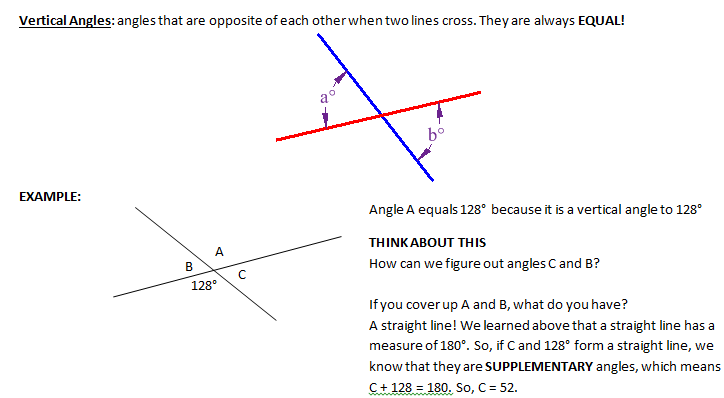 Vertical Angles: angles that are opposite of each other when two lines cross. They are always EQUAL!
a°
b°
EXAMPLE:
Angle A equals 128° because it is a vertical angle to 128°
A
B
C
128°
THINK ABOUT THIS
How can we figure out angles C and B?
If you cover up A and B, what do you have?
A straight line! We learned above that a straight line has a
measure of 180°. So, if C and 128° form a straight line, we
know that they are SUPPLEMENTARY angles, which means
C + 128 = 180. So, C = 52.